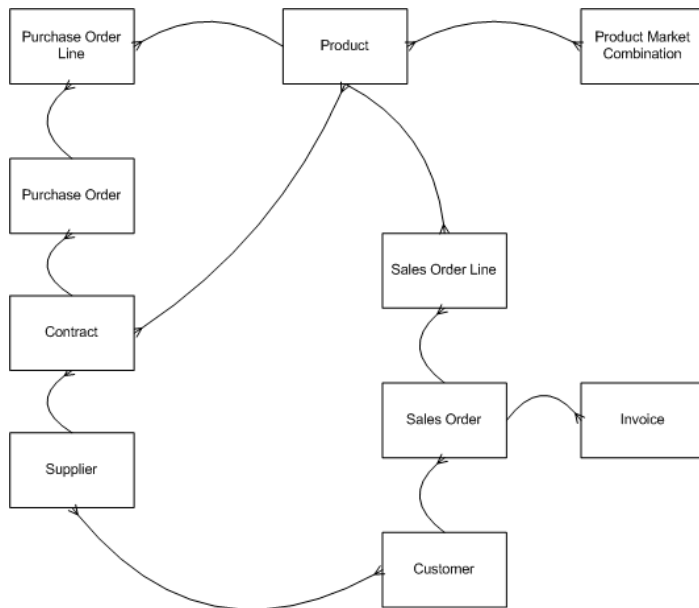 Purchase Order
Line
Product
Product Market
Combination
Purchase Order
Sales Order Line
Contract
Sales Order
Invoice
Supplier
Customer